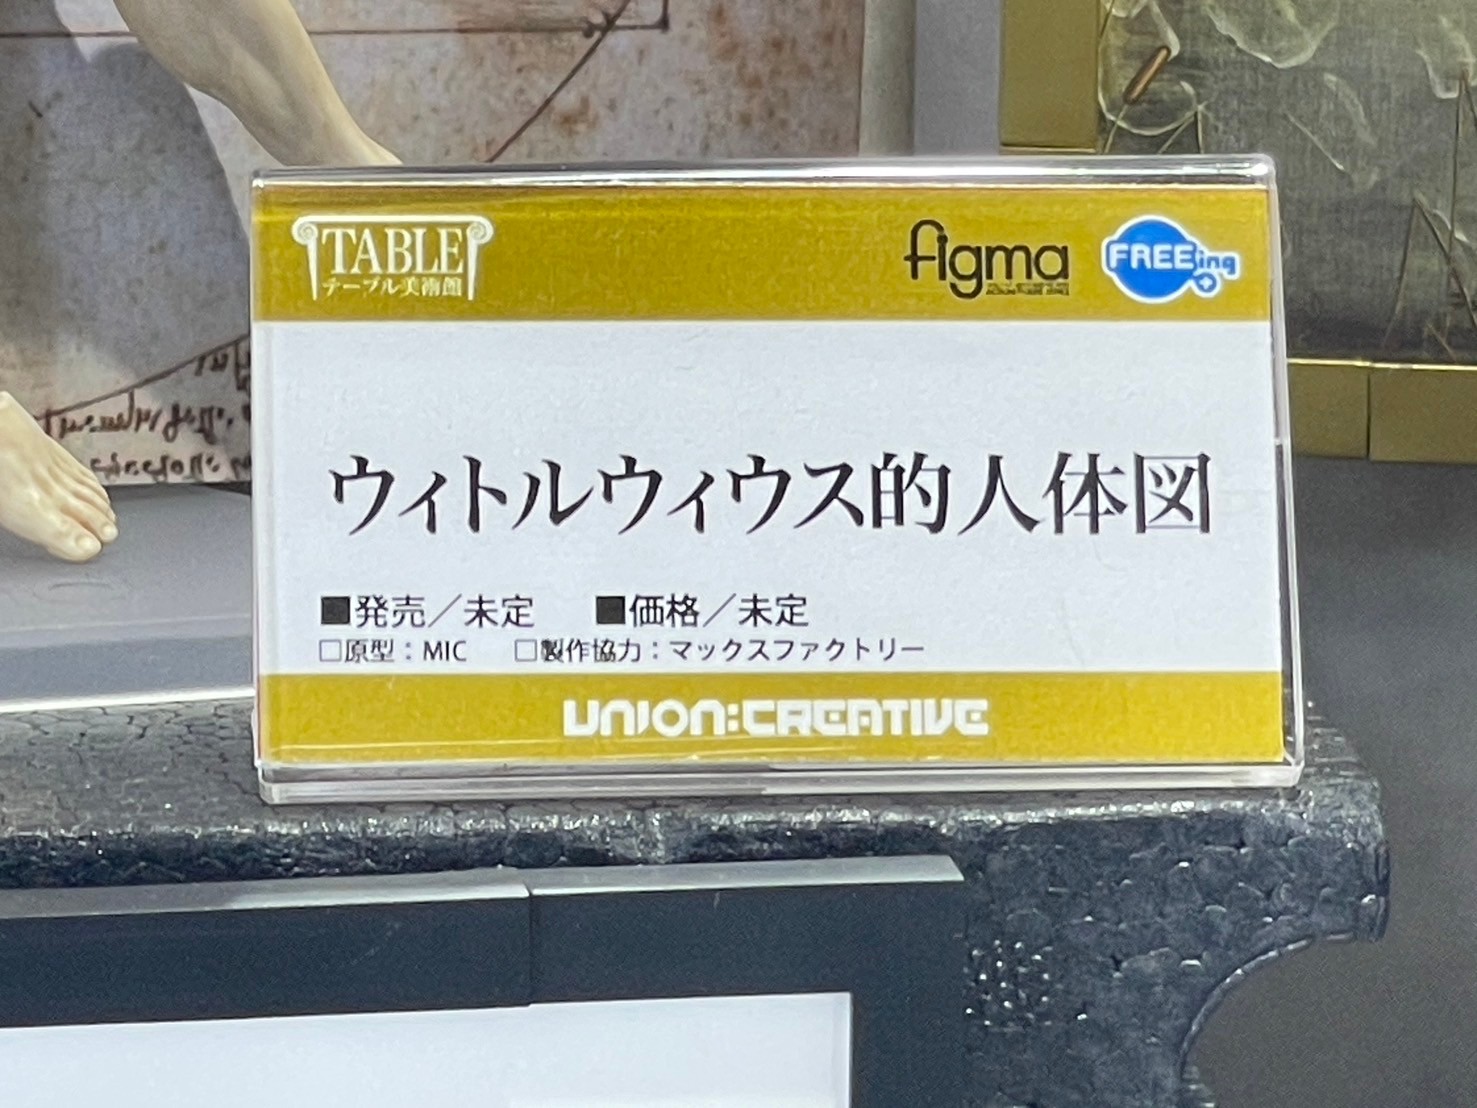 TABLE
テーブル美術館
figma
FREEing
ウィトルウィウス的人体図
■発売／未定 ■価格／未定
□原型：MIC □製作協力：マックスファクトリー
UNION:CREATIVE